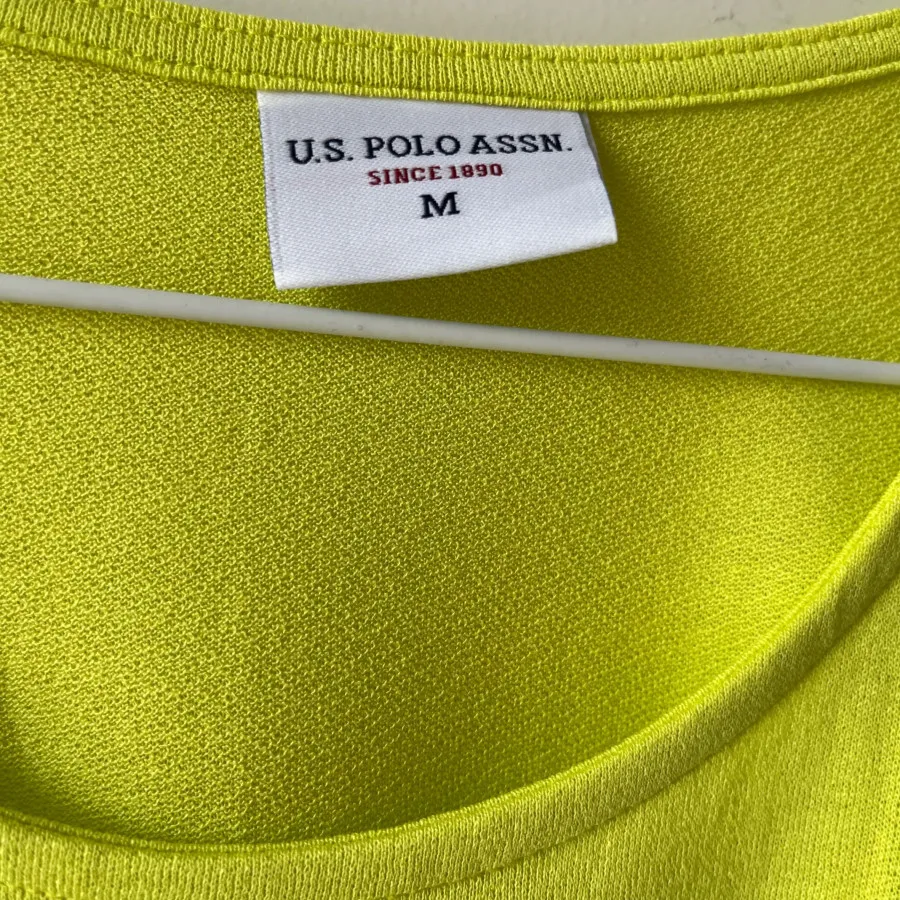 U.S. POLO ASSN.
SINCE 1890
M